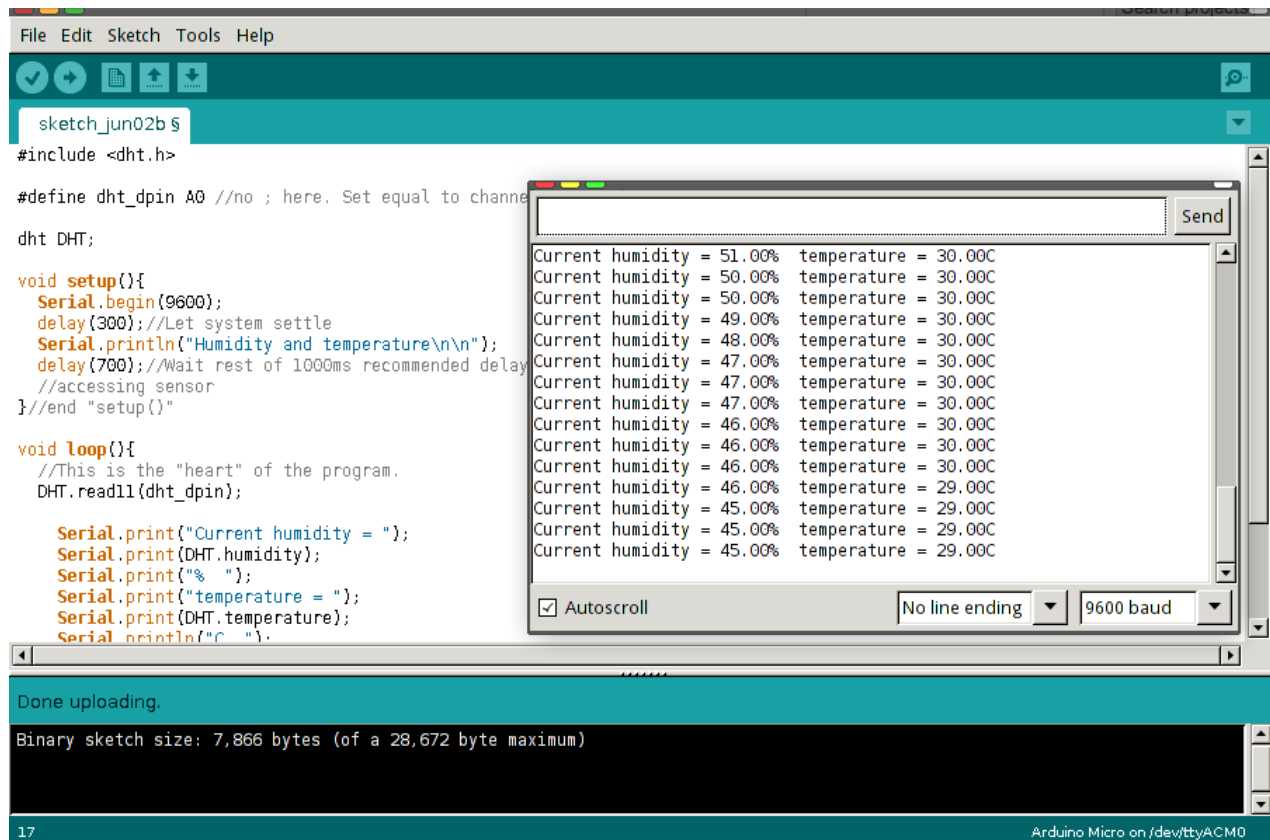 Search projects
File Edit Sketch Tools Help
sketch_jun02b §
#include <dht.h>
#define dht_dpin A0 //no ; here. Set equal to channe
dht DHT;
void setup(){
Serial.begin(9600);
delay(300);//Let system settle
Serial.println("Humidity and temperature\n\n");
delay(700);//Wait rest of 1000ms recommended delay
//accessing sensor
}//end "setup()"
void loop(){
//This is the "heart" of the program.
DHT.read11(dht_dpin);
Serial.print("Current humidity = ");
Serial.print(DHT.humidity);
Serial.print("%  ");
Serial.print("temperature = ");
Serial.print(DHT.temperature);
Serial.println("C  ");
Send
Current humidity = 51.00%  temperature = 30.00C
Current humidity = 50.00%  temperature = 30.00C
Current humidity = 50.00%  temperature = 30.00C
Current humidity = 49.00%  temperature = 30.00C
Current humidity = 48.00%  temperature = 30.00C
Current humidity = 47.00%  temperature = 30.00C
Current humidity = 47.00%  temperature = 30.00C
Current humidity = 47.00%  temperature = 30.00C
Current humidity = 46.00%  temperature = 30.00C
Current humidity = 46.00%  temperature = 30.00C
Current humidity = 46.00%  temperature = 30.00C
Current humidity = 46.00%  temperature = 29.00C
Current humidity = 45.00%  temperature = 29.00C
Current humidity = 45.00%  temperature = 29.00C
Current humidity = 45.00%  temperature = 29.00C
Autoscroll No line ending 9600 baud
Done uploading.
Binary sketch size: 7,866 bytes (of a 28,672 byte maximum)
17 Arduino Micro on /dev/ttyACM0